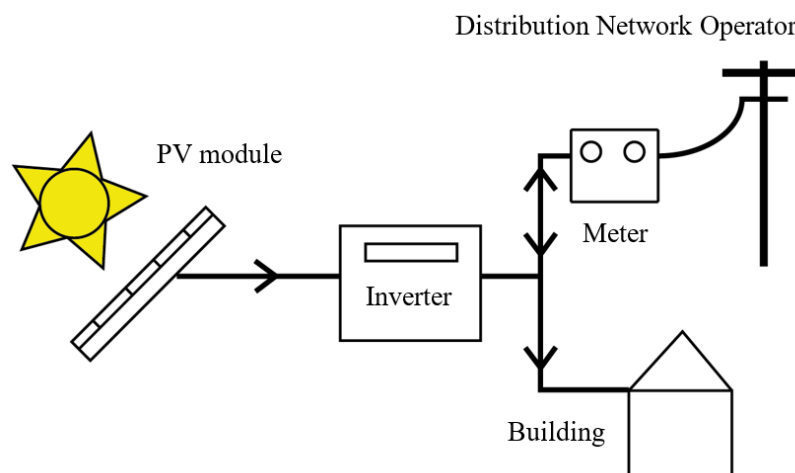 Distribution Network Operator
PV module
Meter
Inverter
Building